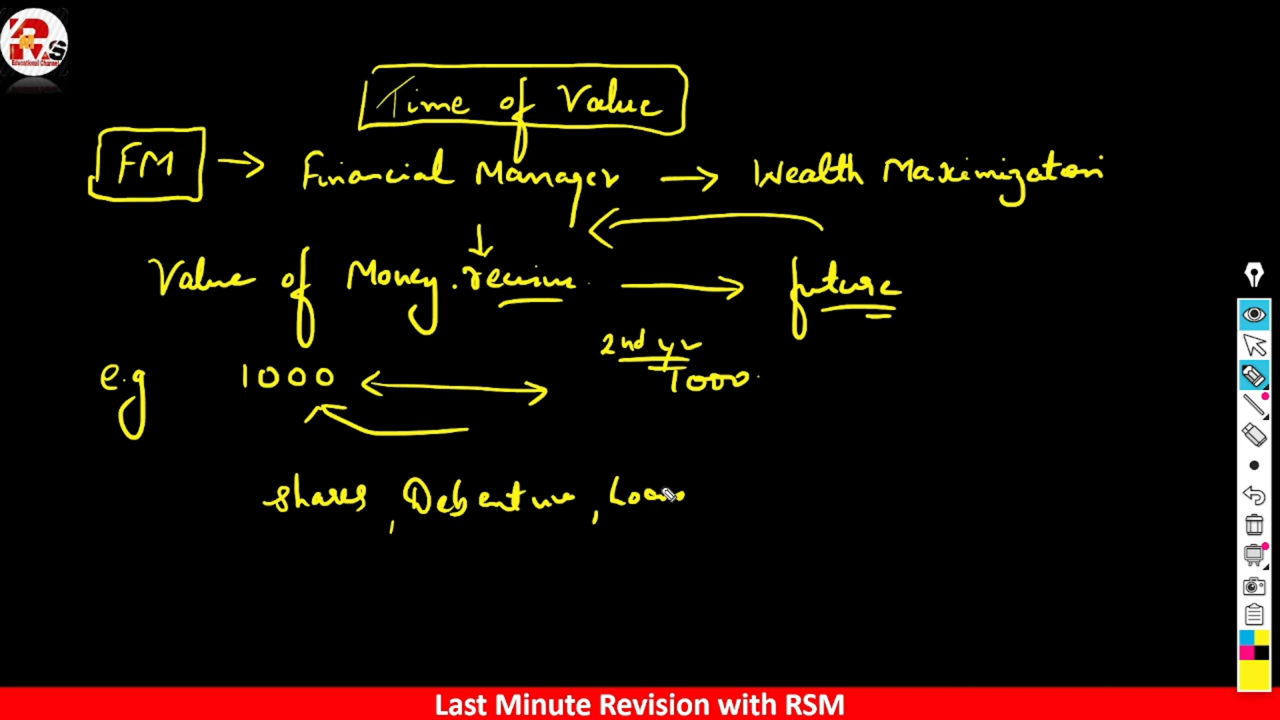 Time of Value
FM → Financial Manager → Wealth Maximization
Value of Money. receive → future
2nd yr
e.g 1000 1000.
Shares, Debenture, Loan
Last Minute Revision with RSM